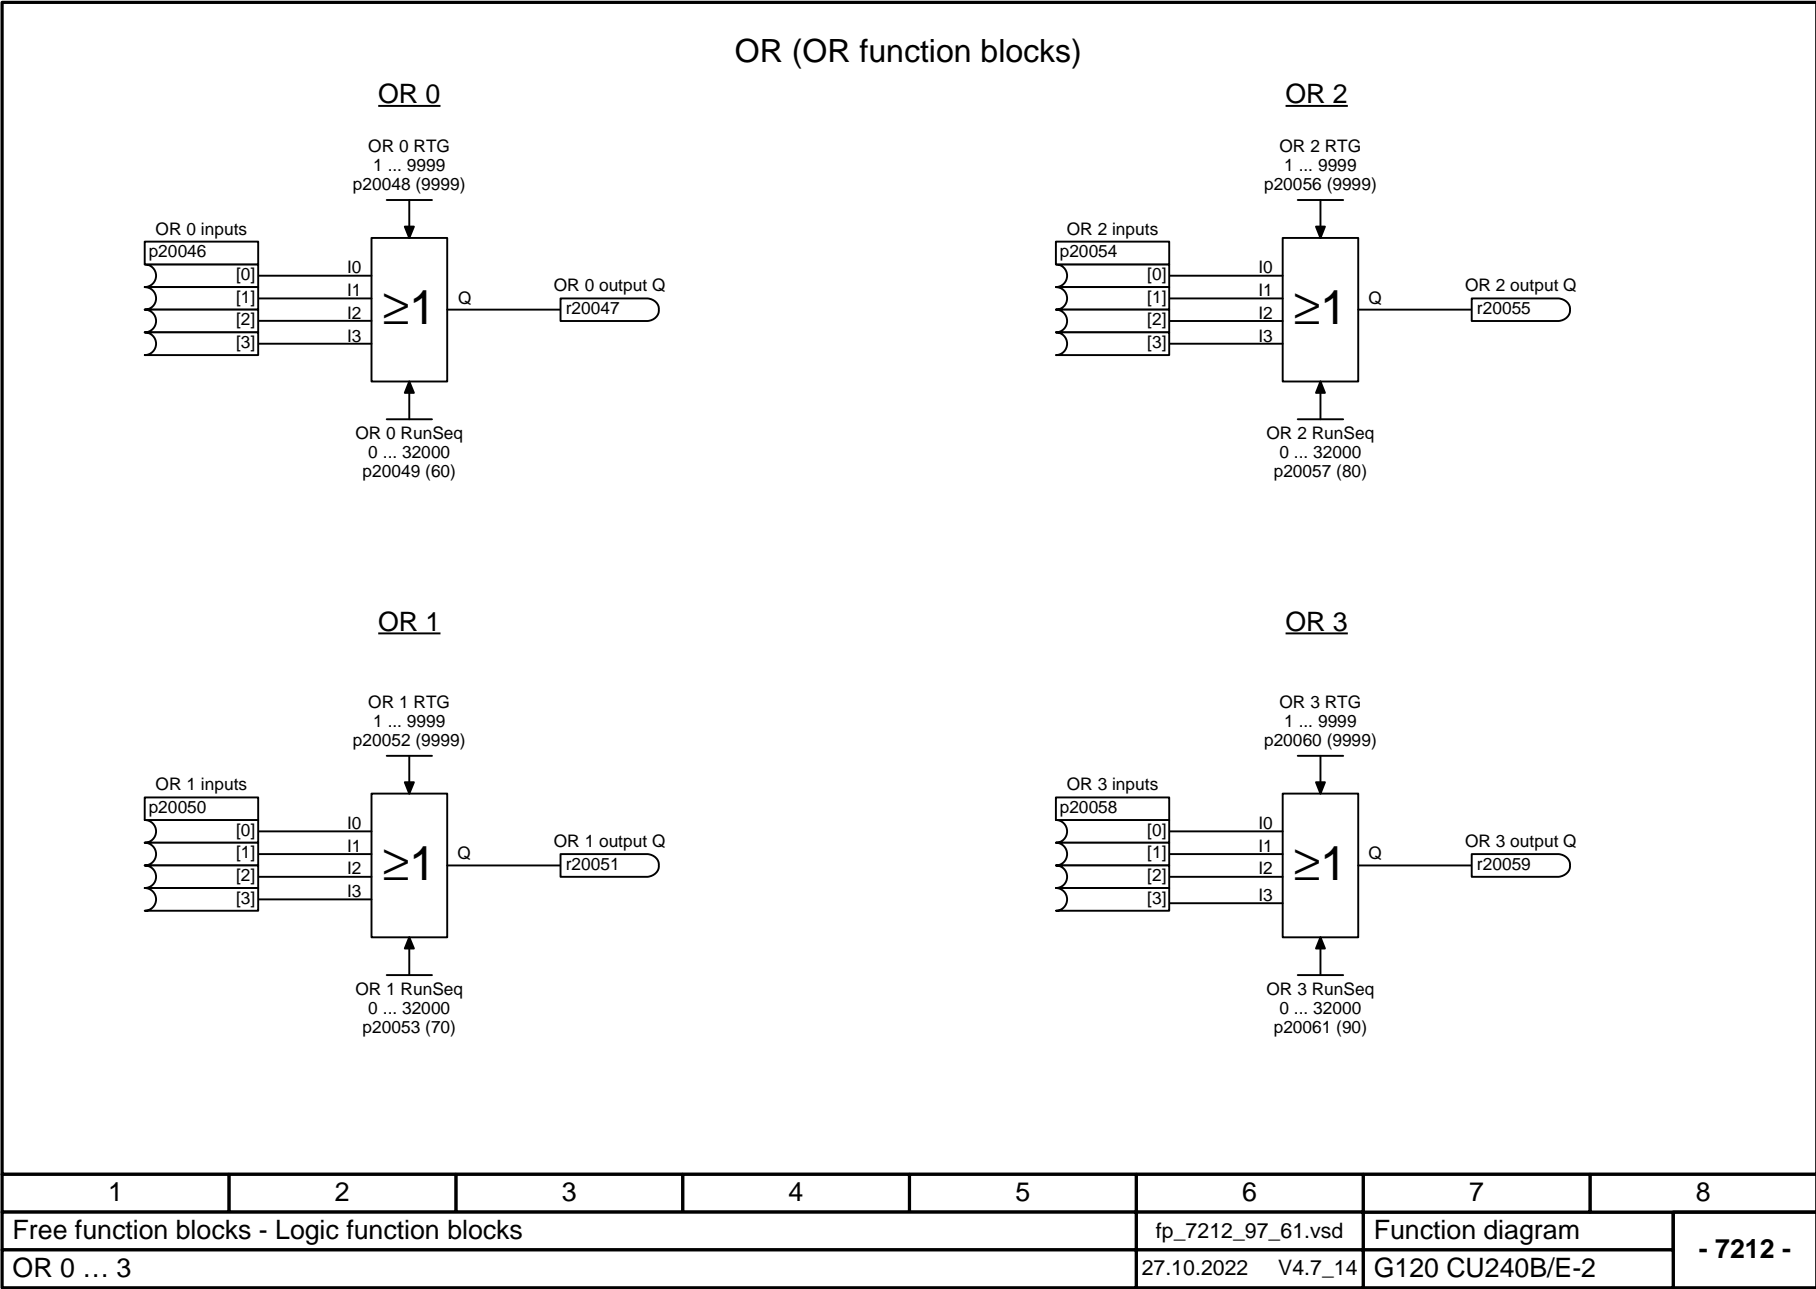 OR (OR function blocks)
OR 0
OR 0 RTG
1 ... 9999
p20048 (9999)
OR 0 inputs
p20046
[0]
[1]
[2]
[3]
I0
I1
I2
I3
≥1
Q
OR 0 output Q
r20047
OR 0 RunSeq
0 ... 32000
p20049 (60)
OR 2
OR 2 RTG
1 ... 9999
p20056 (9999)
OR 2 inputs
p20054
[0]
[1]
[2]
[3]
I0
I1
I2
I3
≥1
Q
OR 2 output Q
r20055
OR 2 RunSeq
0 ... 32000
p20057 (80)
OR 1
OR 1 RTG
1 ... 9999
p20052 (9999)
OR 1 inputs
p20050
[0]
[1]
[2]
[3]
I0
I1
I2
I3
≥1
Q
OR 1 output Q
r20051
OR 1 RunSeq
0 ... 32000
p20053 (70)
OR 3
OR 3 RTG
1 ... 9999
p20060 (9999)
OR 3 inputs
p20058
[0]
[1]
[2]
[3]
I0
I1
I2
I3
≥1
Q
OR 3 output Q
r20059
OR 3 RunSeq
0 ... 32000
p20061 (90)
1 2 3 4 5 6 7 8
Free function blocks - Logic function blocks
fp_7212_97_61.vsd
Function diagram
- 7212 -
OR 0 … 3
27.10.2022 V4.7_14
G120 CU240B/E-2